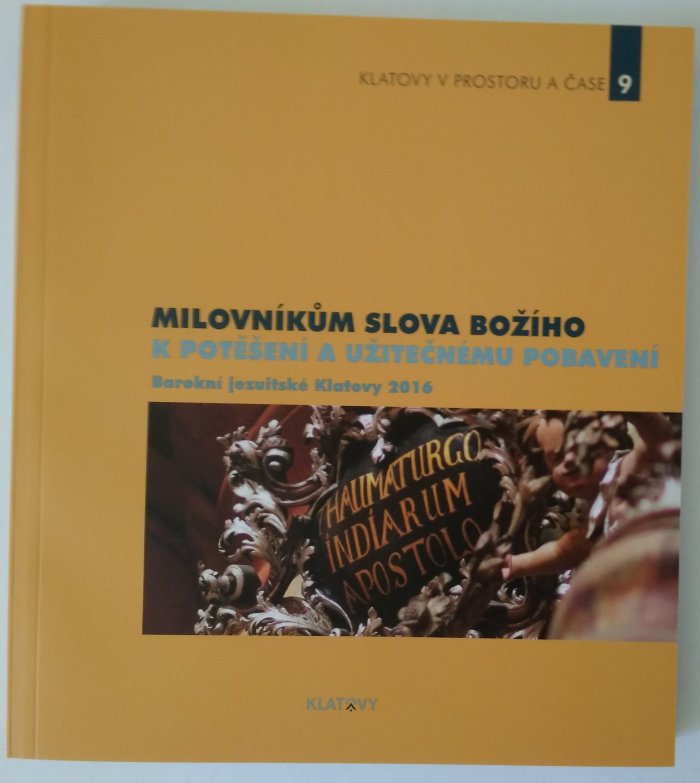 KLATOVY V PROSTORU A ČASE 9
MILOVNÍKŮM SLOVA BOŽÍHO
K POTĚŠENÍ A UŽITEČNÉMU POBAVENÍ
Barokní jezuitské Klatovy 2016
THAUMATURGO
INDIARUM
APOSTOLO
KLATOVY